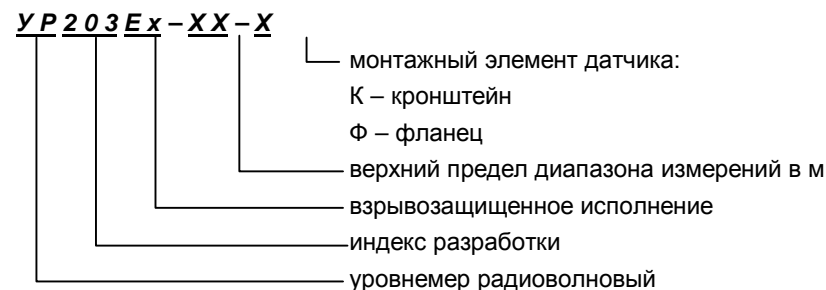 УР203Ех–ХХ–Х
монтажный элемент датчика:
К – кронштейн
Ф – фланец
верхний предел диапазона измерений в м
взрывозащищенное исполнение
индекс разработки
уровнемер радиоволновый